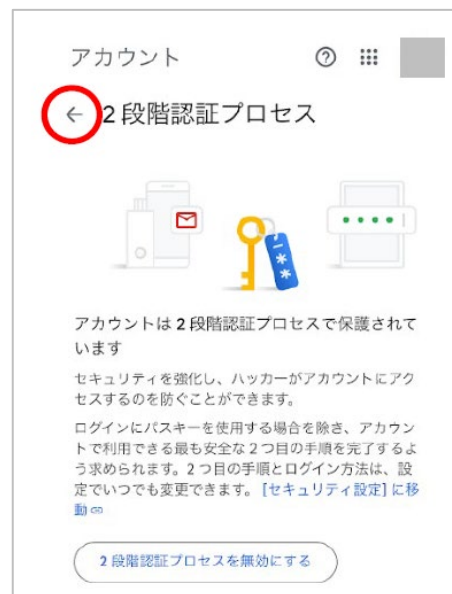 アカウント
2 段階認証プロセス
アカウントは 2 段階認証プロセスで保護されて
います
セキュリティを強化し、ハッカーがアカウントにアク
セスするのを防ぐことができます。
ログインにパスキーを使用する場合を除き、アカウン
トで利用できる最も安全な 2 つ目の手順を完了するよ
う求められます。2 つ目の手順とログイン方法は、設
定でいつでも変更できます。 [セキュリティ設定] に移
動
2 段階認証プロセスを無効にする